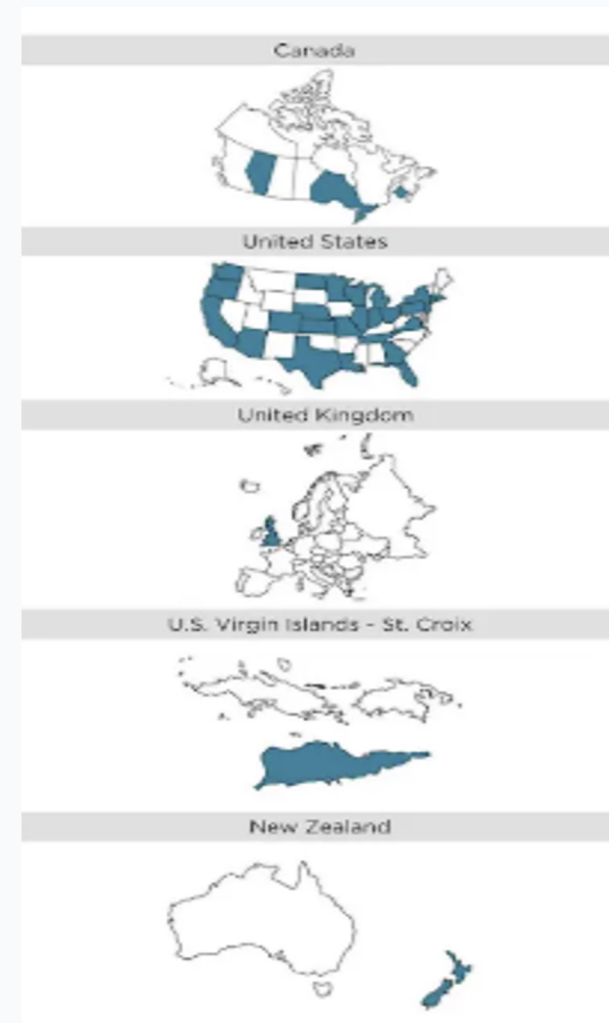 Canada
United States
United Kingdom
U.S. Virgin Islands - St. Croix
New Zealand